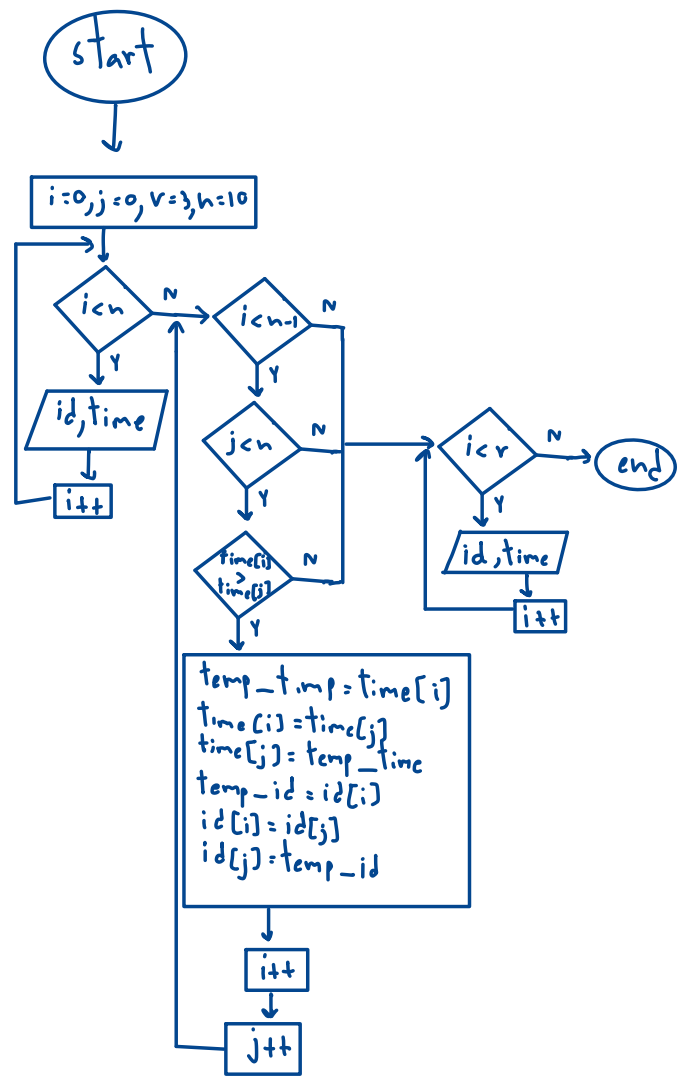 start
i=0, j=0, r=3, n=10
i<n
N
Y
id, time
i++
i<n-1
N
Y
j<n
N
Y
time[i]
>
time[j]
N
Y
temp_timp=time[i]
time[i]=time[j]
time[j]=temp_time
temp_id=id[i]
id[i]=id[j]
id[j]=temp_id
i++
j++
i<r
N
Y
id, time
i++
end